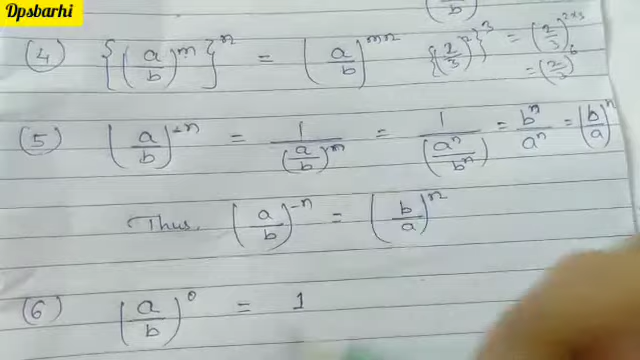 Dpsbarhi
(a/b)
(4) {(a/b)^m}^n = (a/b)^mn {(2/3)^2}^3 = (2/3)^2×3
= (2/3)^6
(5) (a/b)^-n = 1/(a/b)^n = 1/(a^n/b^n) = b^n/a^n = (b/a)^n
Thus, (a/b)^-n = (b/a)^n
(6) (a/b)^0 = 1